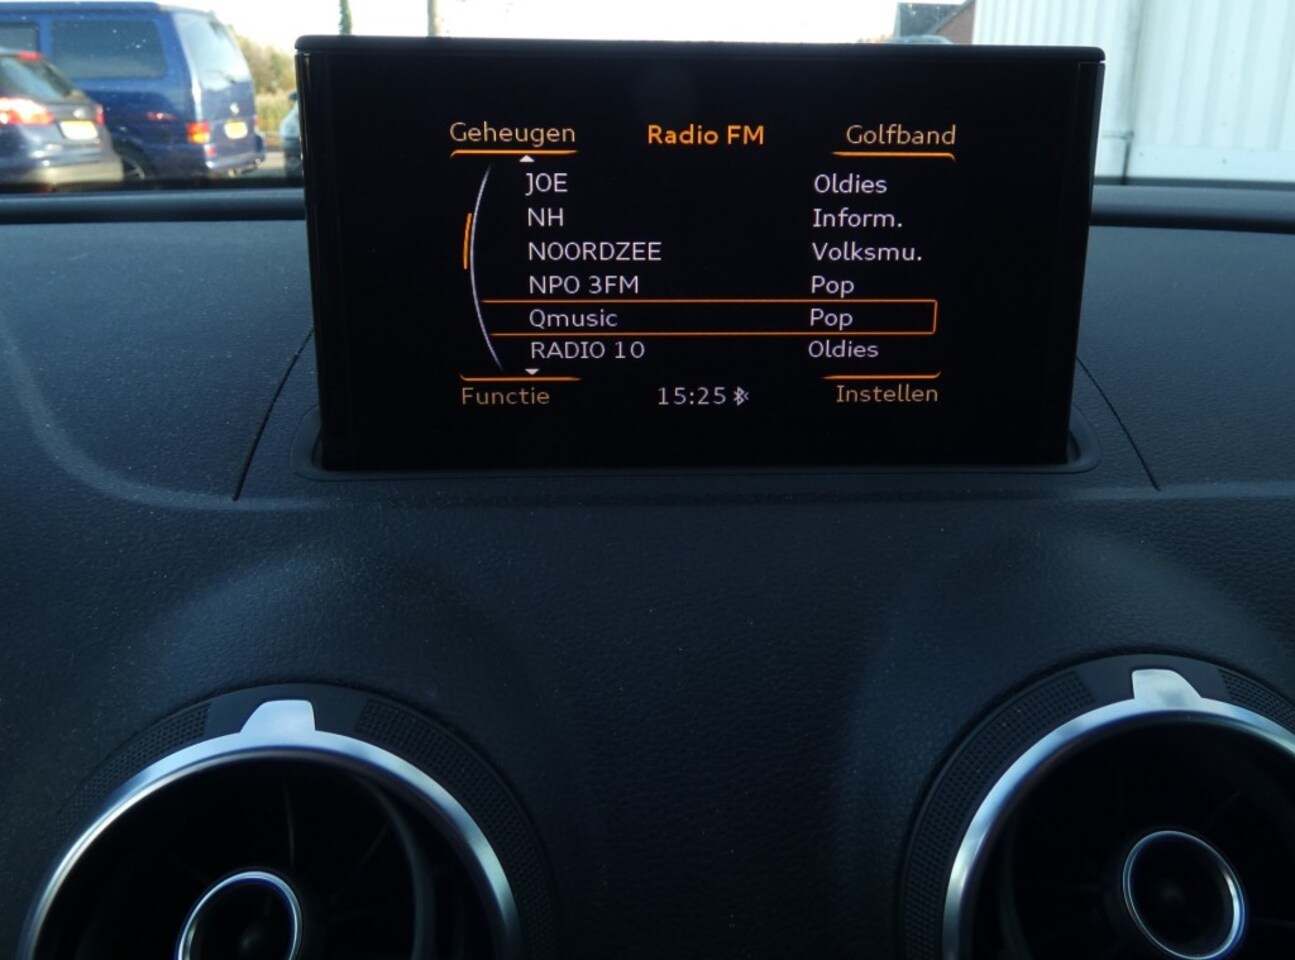 Geheugen Radio FM Golfband
JOE Oldies
NH Inform.
NOORDZEE Volksmu.
NPO 3FM Pop
Qmusic Pop
RADIO 10 Oldies
Functie 15:25 Instellen